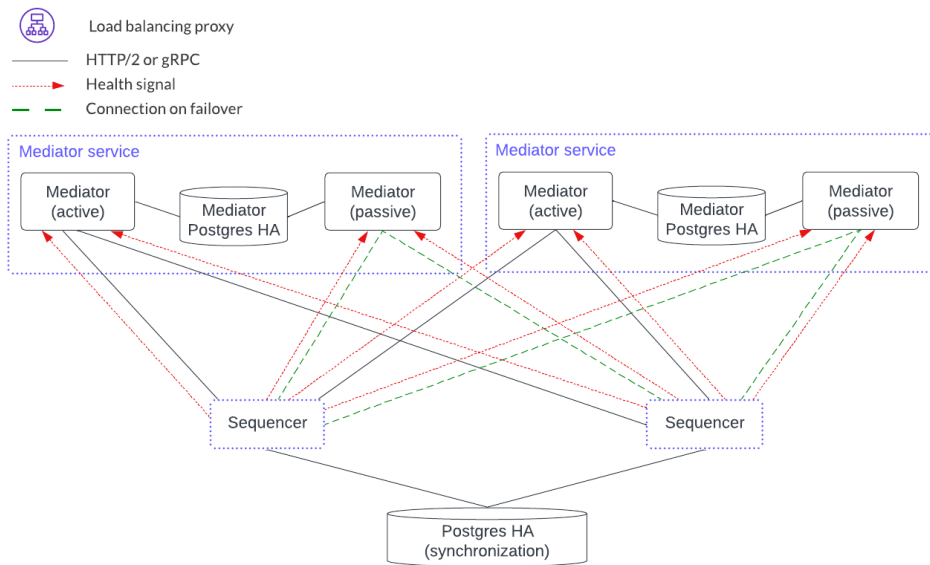 Load balancing proxy
HTTP/2 or gRPC
Health signal
Connection on failover
Mediator service
Mediator
(active)
Mediator
Postgres HA
Mediator
(passive)
Mediator service
Mediator
(active)
Mediator
Postgres HA
Mediator
(passive)
Sequencer
Sequencer
Postgres HA
(synchronization)